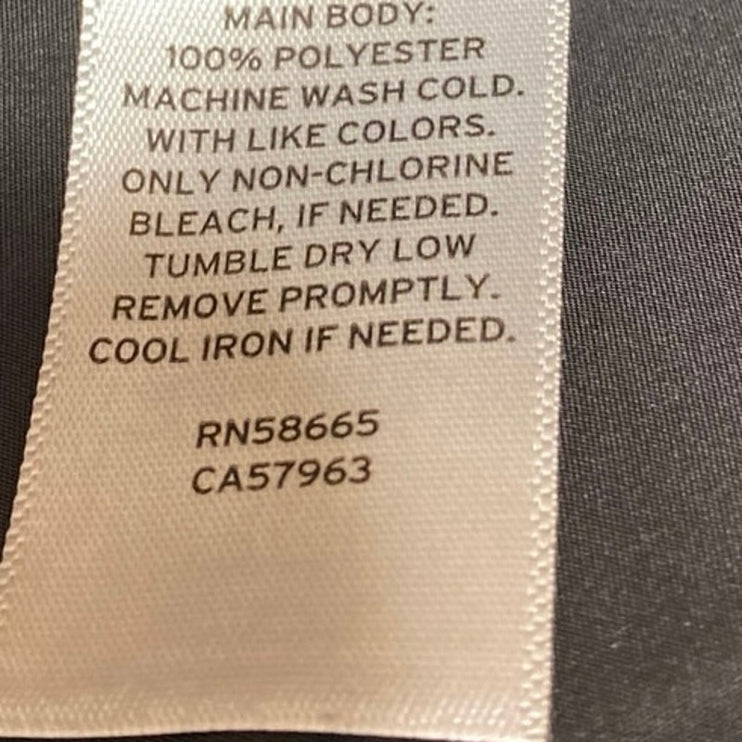 MAIN BODY:
100% POLYESTER
MACHINE WASH COLD.
WITH LIKE COLORS.
ONLY NON-CHLORINE
BLEACH, IF NEEDED.
TUMBLE DRY LOW
REMOVE PROMPTLY.
COOL IRON IF NEEDED.
RN58665
CA57963